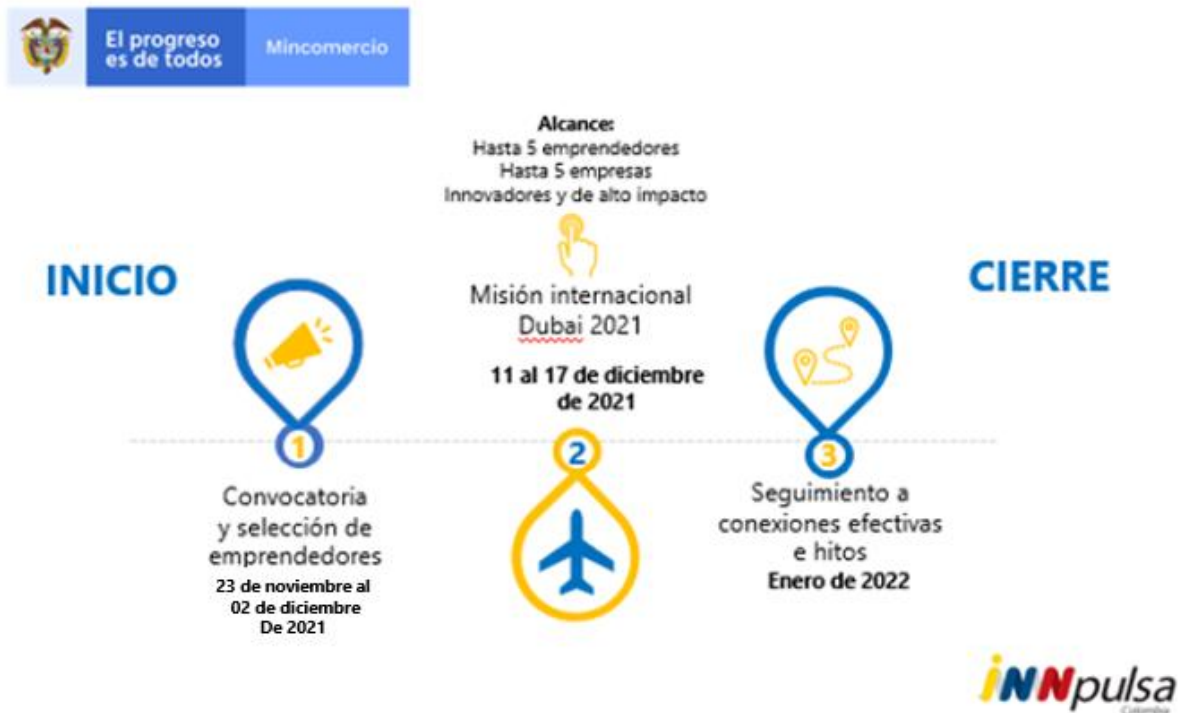 El progreso
es de todos
Mincomercio
Alcance:
Hasta 5 emprendedores
Hasta 5 empresas
Innovadores y de alto impacto
INICIO
CIERRE
Misión internacional
Dubai 2021
11 al 17 de diciembre
de 2021
1
2
3
Convocatoria
y selección de
emprendedores
23 de noviembre al
02 de diciembre
De 2021
Seguimiento a
conexiones efectivas
e hitos
Enero de 2022
iNNpulsa
Colombia